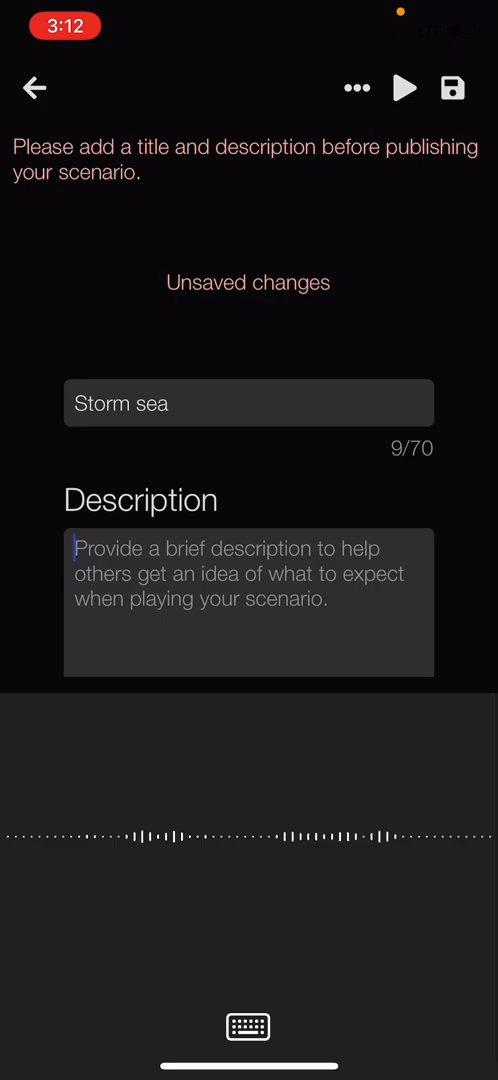 3:12
LTE
Please add a title and description before publishing
your scenario.
Unsaved changes
Storm sea
9/70
Description
Provide a brief description to help
others get an idea of what to expect
when playing your scenario.